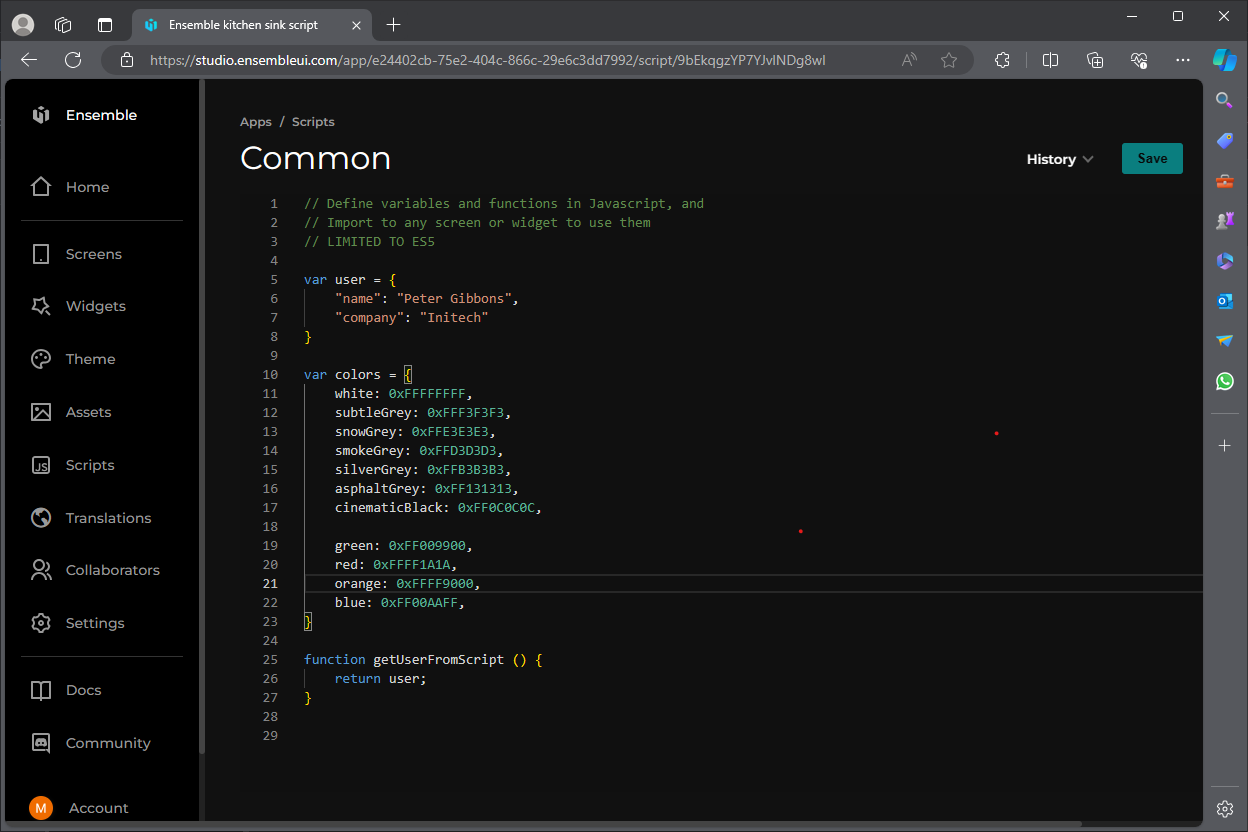 Ensemble kitchen sink script
https://studio.ensembleui.com/app/e24402cb-75e2-404c-866c-29e6c3dd7992/script/9bEkqgzYP7YJvlNDg8wI
Ensemble
Home
Screens
Widgets
Theme
Assets
JS
Scripts
Translations
Collaborators
Settings
Docs
Community
M
Account
Apps / Scripts
Common
History
Save
1 // Define variables and functions in Javascript, and
2 // Import to any screen or widget to use them
3 // LIMITED TO ES5
4
5 var user = {
6     "name": "Peter Gibbons",
7     "company": "Initech"
8 }
9
10 var colors = {
11     white: 0xFFFFFFFF,
12     subtleGrey: 0xFFF3F3F3,
13     snowGrey: 0xFFE3E3E3,
14     smokeGrey: 0xFFD3D3D3,
15     silverGrey: 0xFFB3B3B3,
16     asphaltGrey: 0xFF131313,
17     cinematicBlack: 0xFF0C0C0C,
18
19     green: 0xFF009900,
20     red: 0xFFFF1A1A,
21     orange: 0xFFFF9000,
22     blue: 0xFF00AAFF,
23 }
24
25 function getUserFromScript () {
26     return user;
27 }
28
29